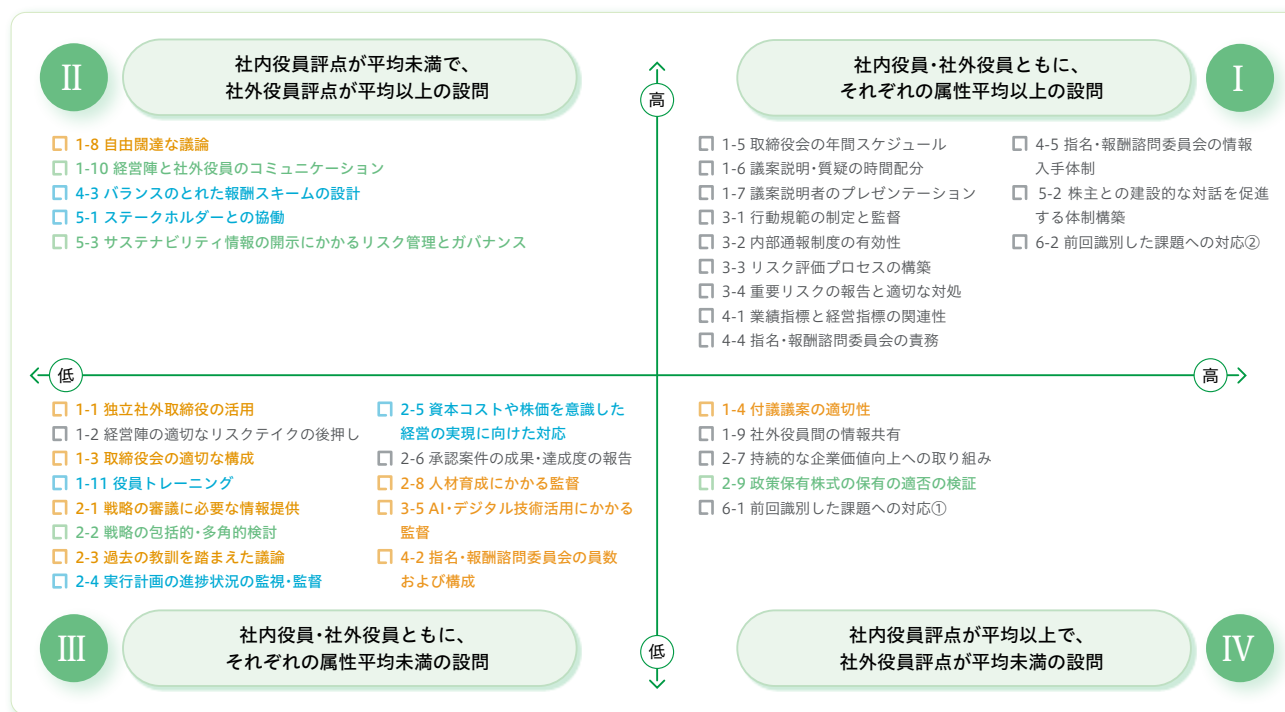 II
社内役員評点が平均未満で、
社外役員評点が平均以上の設問
1-8 自由闊達な議論
1-10 経営陣と社外役員のコミュニケーション
4-3 バランスのとれた報酬スキームの設計
5-1 ステークホルダーとの協働
5-3 サステナビリティ情報の開示にかかるリスク管理とガバナンス
高
社内役員・社外役員ともに、
それぞれの属性平均以上の設問
I
1-5 取締役会の年間スケジュール
1-6 議案説明・質疑の時間配分
1-7 議案説明者のプレゼンテーション
3-1 行動規範の制定と監督
3-2 内部通報制度の有効性
3-3 リスク評価プロセスの構築
3-4 重要リスクの報告と適切な対処
4-1 業績指標と経営指標の関連性
4-4 指名・報酬諮問委員会の責務
4-5 指名・報酬諮問委員会の情報
入手体制
5-2 株主との建設的な対話を促進
する体制構築
6-2 前回識別した課題への対応②
低
高
1-1 独立社外取締役の活用
1-2 経営陣の適切なリスクテイクの後押し
1-3 取締役会の適切な構成
1-11 役員トレーニング
2-1 戦略の審議に必要な情報提供
2-2 戦略の包括的・多角的検討
2-3 過去の教訓を踏まえた議論
2-4 実行計画の進捗状況の監視・監督
2-5 資本コストや株価を意識した
経営の実現に向けた対応
2-6 承認案件の成果・達成度の報告
2-8 人材育成にかかる監督
3-5 AI・デジタル技術活用にかかる
監督
4-2 指名・報酬諮問委員会の員数
および構成
1-4 付議議案の適切性
1-9 社外役員間の情報共有
2-7 持続的な企業価値向上への取り組み
2-9 政策保有株式の保有の適否の検証
6-1 前回識別した課題への対応①
III
社内役員・社外役員ともに、
それぞれの属性平均未満の設問
低
社内役員評点が平均以上で、
社外役員評点が平均未満の設問
IV